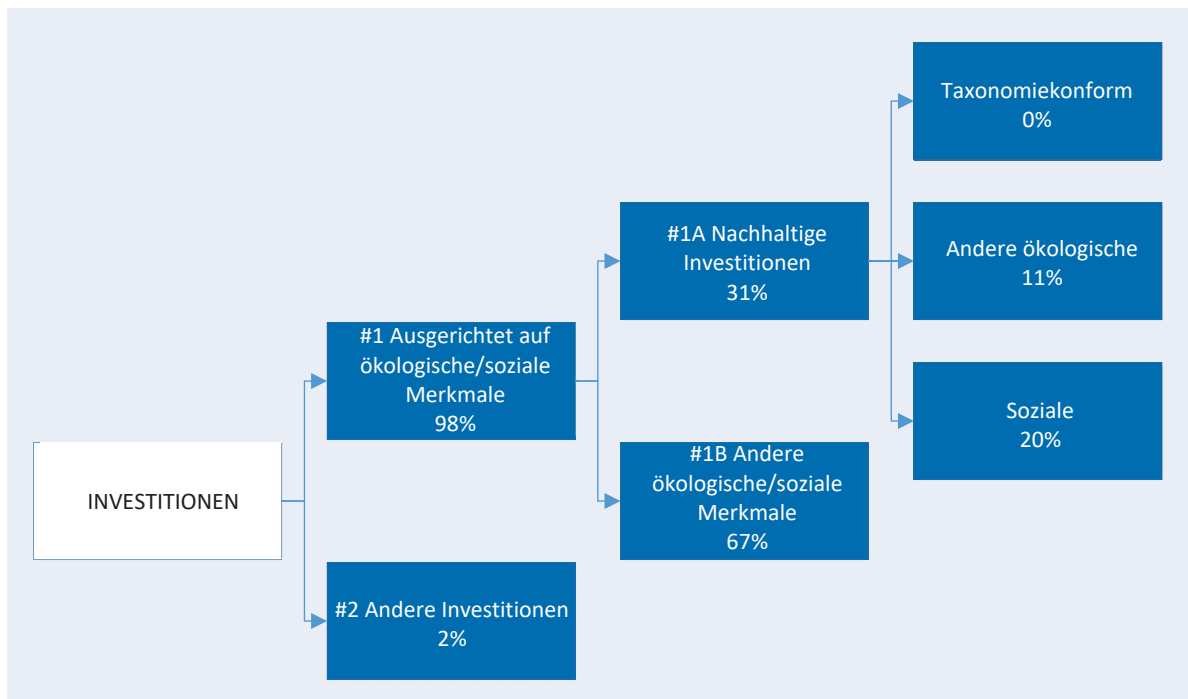 INVESTITIONEN
#1 Ausgerichtet auf
ökologische/soziale
Merkmale
98%
#2 Andere Investitionen
2%
#1A Nachhaltige
Investitionen
31%
#1B Andere
ökologische/soziale
Merkmale
67%
Taxonomiekonform
0%
Andere ökologische
11%
Soziale
20%